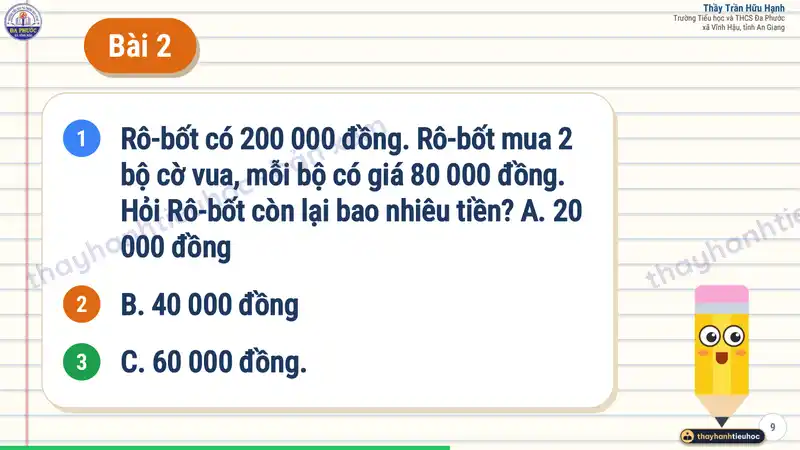 Thầy Trần Hữu Hạnh
Trường Tiểu học và THCS Đa Phước
xã Vĩnh Hậu, tỉnh An Giang
ĐA PHƯỚC
Bài 2
1
Rô-bốt có 200 000 đồng. Rô-bốt mua 2
bộ cờ vua, mỗi bộ có giá 80 000 đồng.
Hỏi Rô-bốt còn lại bao nhiêu tiền? A. 20
000 đồng
2
B. 40 000 đồng
3
C. 60 000 đồng.
thayhanhtieuhoc
9